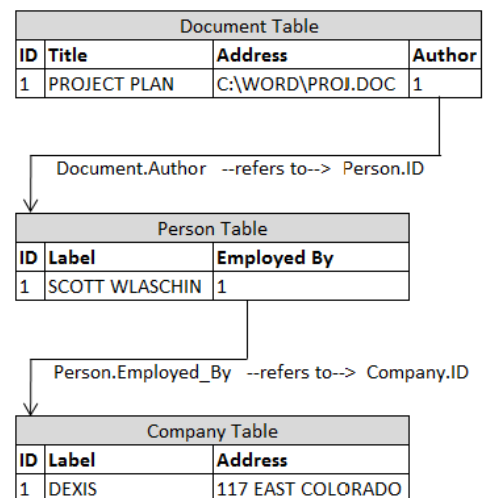 Document Table
ID Title Address Author
1 PROJECT PLAN C:\WORD\PROJ.DOC 1
Document.Author --refers to--> Person.ID
Person Table
ID Label Employed By
1 SCOTT WLASCHIN 1
Person.Employed_By --refers to--> Company.ID
Company Table
ID Label Address
1 DEXIS 117 EAST COLORADO